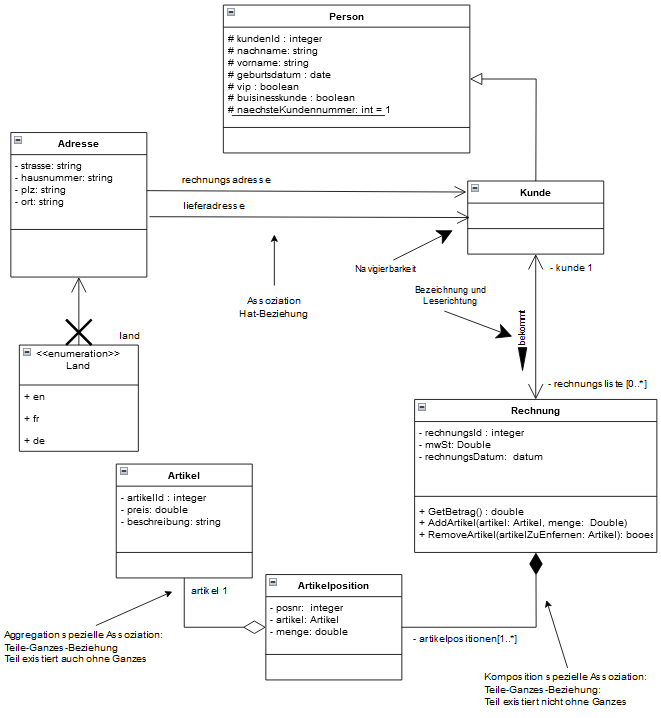 Person
# kundenId : integer
# nachname: string
# vorname: string
# geburtsdatum : date
# vip : boolean
# buisinesskunde : boolean
# naechsteKundennummer: int = 1
Adresse
- strasse: string
- hausnummer: string
- plz: string
- ort: string
rechnungsadresse
lieferadresse
Kunde
Navigierbarkeit
- kunde 1
Assoziation
Hat-Beziehung
Bezeichnung und
Leserichtung
bekommt
land
<<enumeration>>
Land
+ en
+ fr
+ de
- rechnungsliste [0..*]
Rechnung
- rechnungsId : integer
- mwSt: Double
- rechnungsDatum: datum
+ GetBetrag() : double
+ AddArtikel(artikel: Artikel, menge: Double)
+ RemoveArtikel(artikelZuEnfernen: Artikel): booes
Artikel
- artikelId : integer
- preis: double
- beschreibung: string
artikel 1
Artikelposition
- posnr: integer
- artikel: Artikel
- menge: double
- artikelpositionen[1..*]
Aggregation spezielle Assoziation:
Teile-Ganzes-Beziehung
Teil existiert auch ohne Ganzes
Komposition spezielle Assoziation:
Teile-Ganzes-Beziehung:
Teil existiert nicht ohne Ganzes